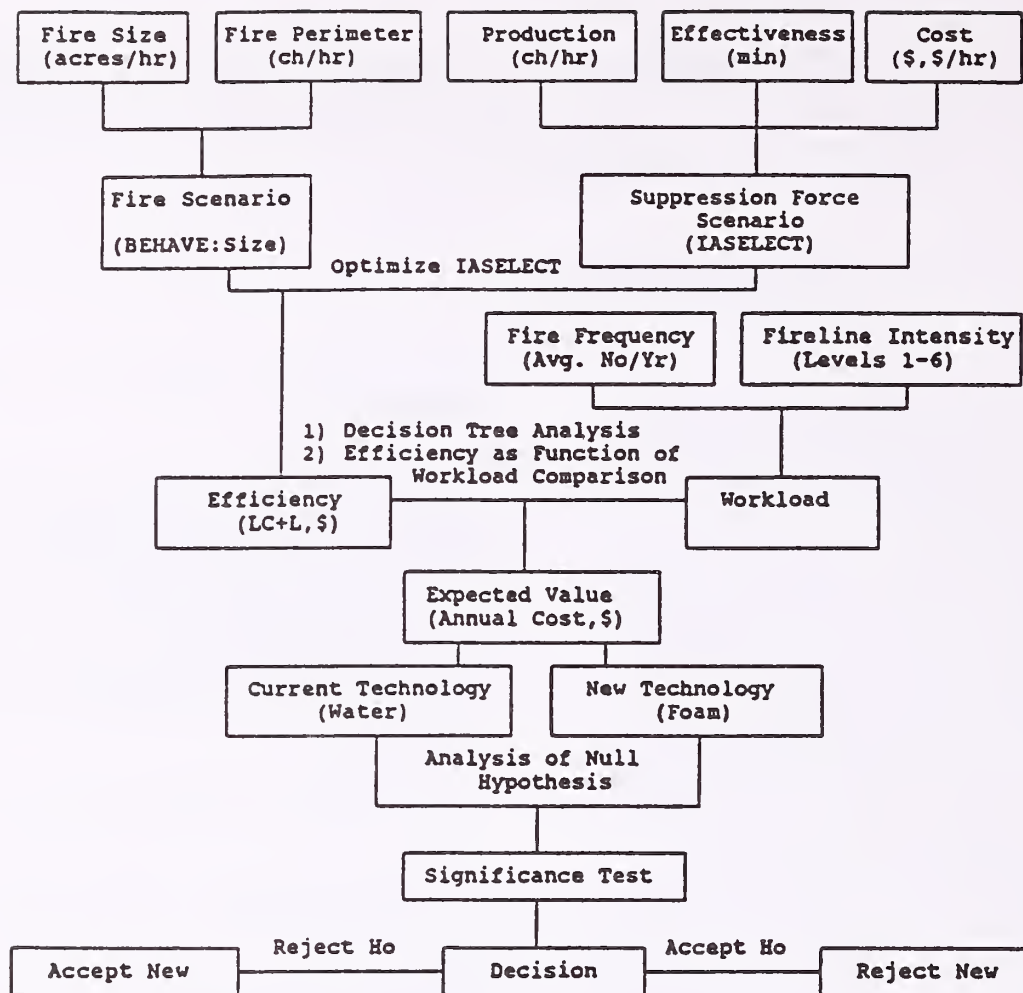 Fire Size
(acres/hr)
Fire Perimeter
(ch/hr)
Production
(ch/hr)
Effectiveness
(min)
Cost
($,$/hr)
Fire Scenario
(BEHAVE:Size)
Suppression Force
Scenario
(IASELECT)
Optimize IASELECT
Fire Frequency
(Avg. No/Yr)
Fireline Intensity
(Levels 1-6)
1) Decision Tree Analysis
2) Efficiency as Function of
Workload Comparison
Efficiency
(LC+L,$)
Workload
Expected Value
(Annual Cost,$)
Current Technology
(Water)
New Technology
(Foam)
Analysis of Null
Hypothesis
Significance Test
Reject Ho
Accept Ho
Accept New
Decision
Reject New